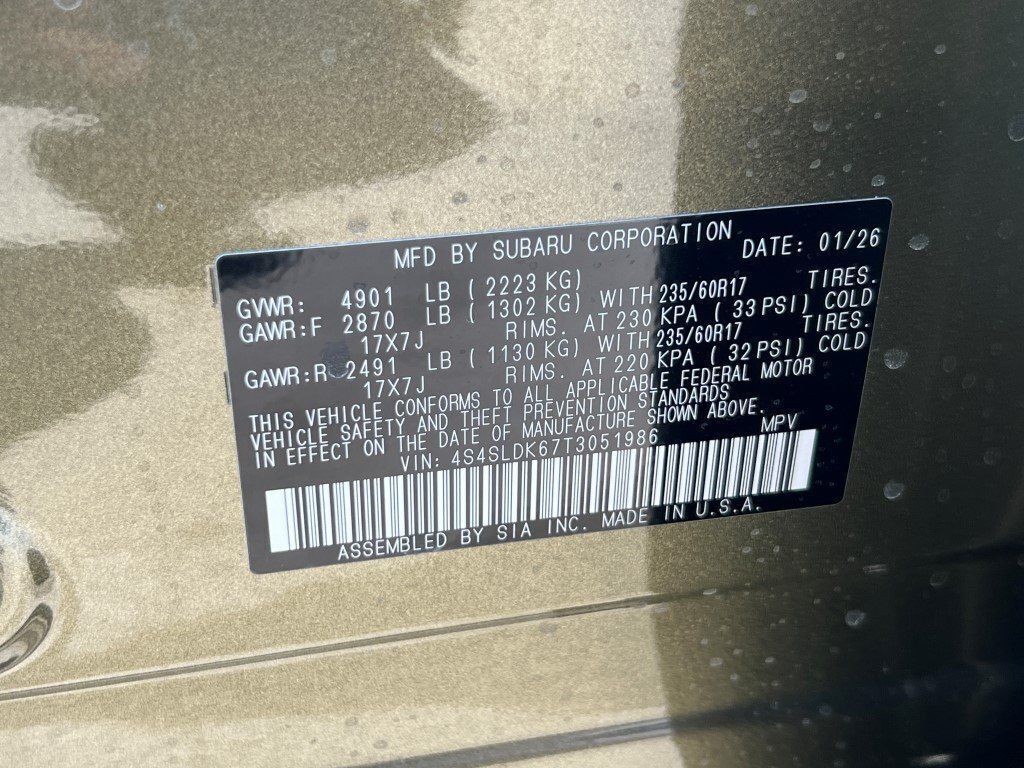 MFD BY SUBARU CORPORATION DATE: 01/26
GVWR: 4901 LB ( 2223 KG)
GAWR:F 2870 LB ( 1302 KG) WITH 235/60R17 TIRES.
17X7J RIMS. AT 230 KPA ( 33 PSI) COLD
GAWR:R 2491 LB ( 1130 KG) WITH 235/60R17 TIRES.
17X7J RIMS. AT 220 KPA ( 32 PSI) COLD
THIS VEHICLE CONFORMS TO ALL APPLICABLE FEDERAL MOTOR
VEHICLE SAFETY AND THEFT PREVENTION STANDARDS
IN EFFECT ON THE DATE OF MANUFACTURE SHOWN ABOVE.
VIN: 4S4SLDK67T3051986 MPV
ASSEMBLED BY SIA INC. MADE IN U.S.A.